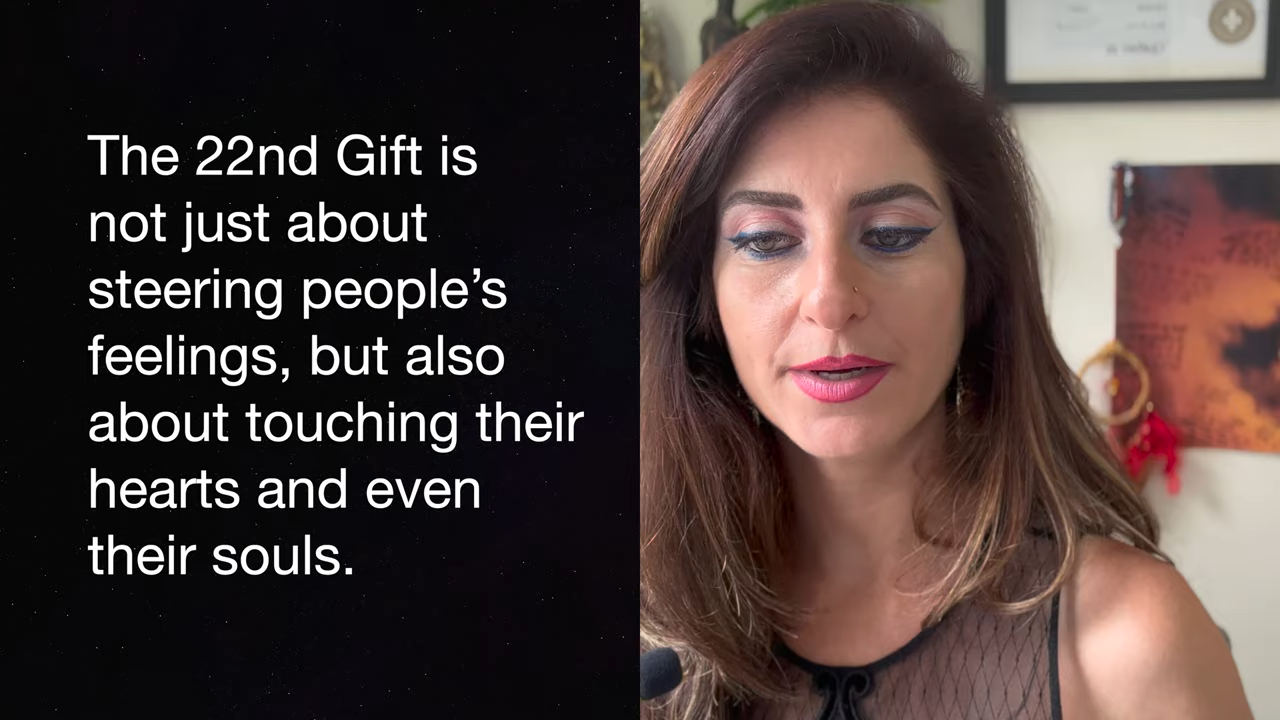 The 22nd Gift is
not just about
steering people’s
feelings, but also
about touching their
hearts and even
their souls.